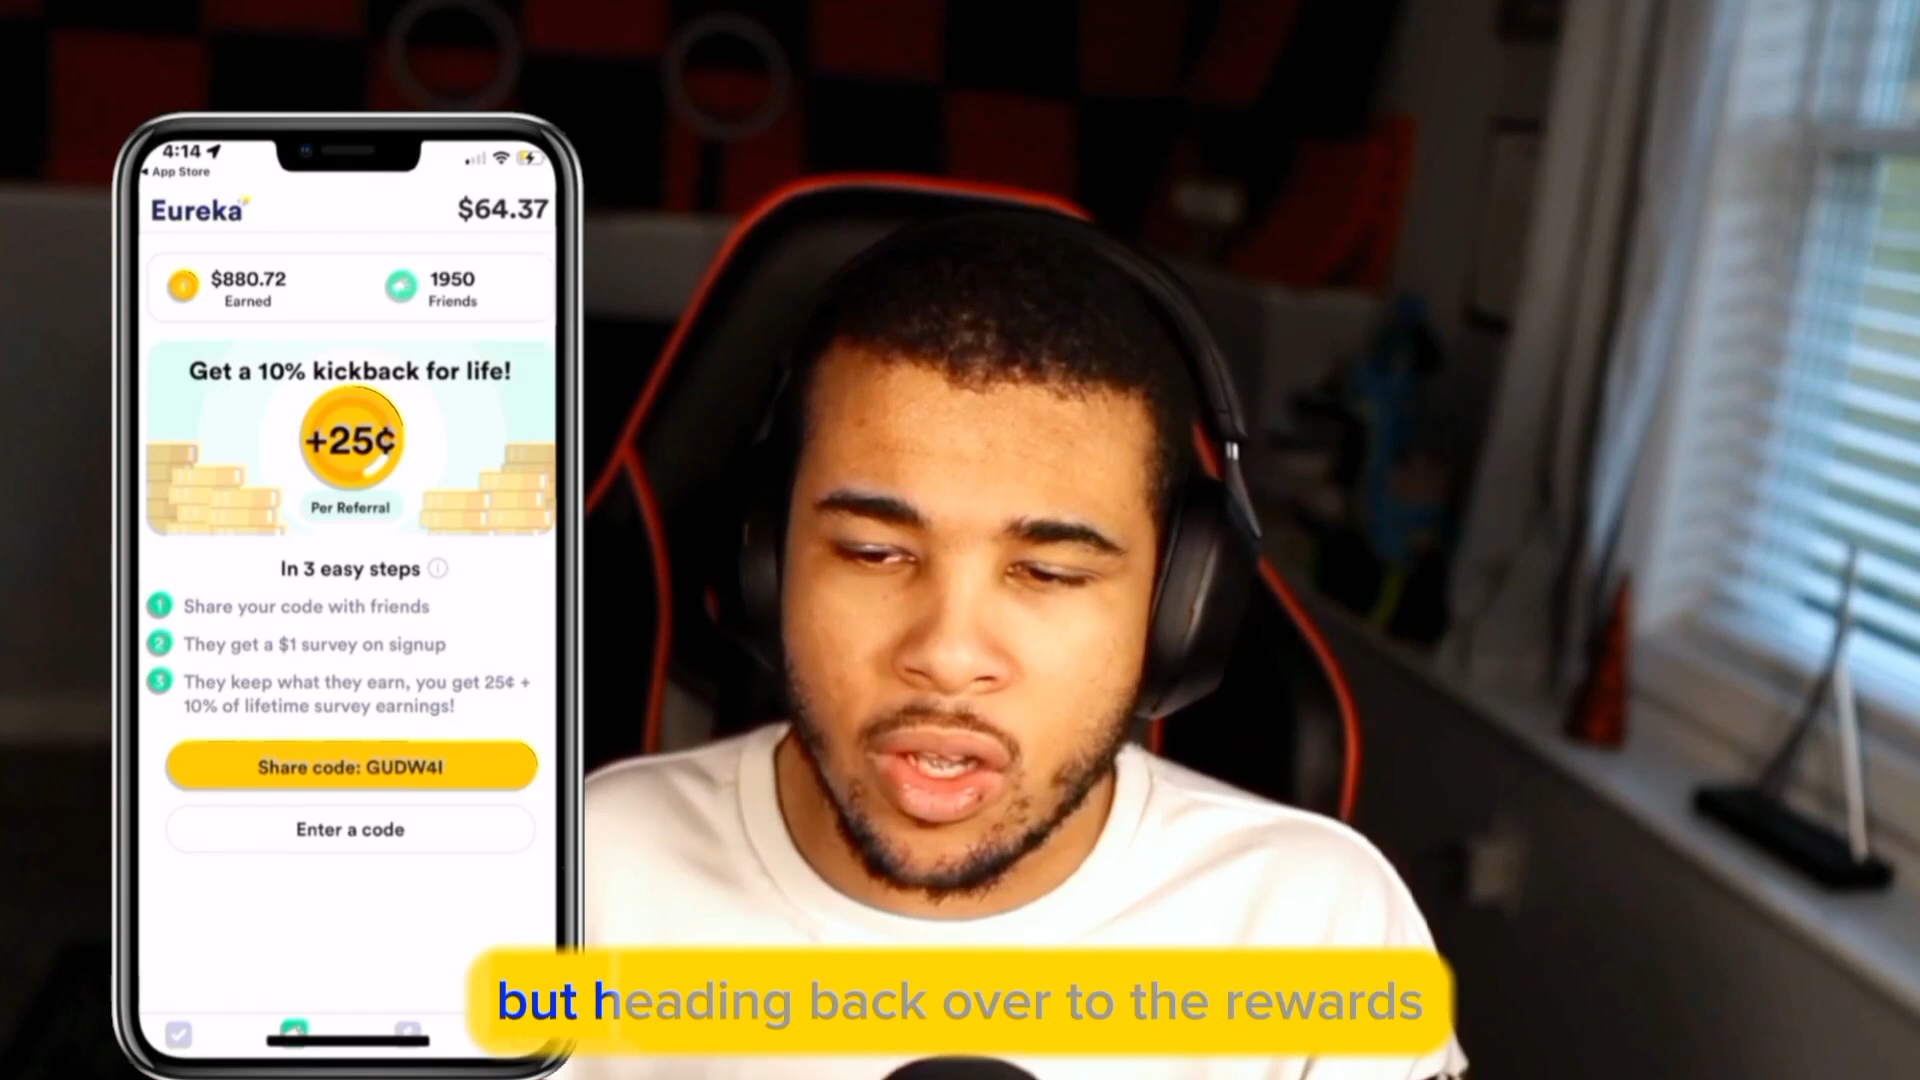 4:14
App Store
Eureka
$64.37
$880.72
Earned
1950
Friends
Get a 10% kickback for life!
+25¢
Per Referral
In 3 easy steps
1 Share your code with friends
2 They get a $1 survey on signup
3 They keep what they earn, you get 25¢ +
10% of lifetime survey earnings!
Share code: GUDW4I
Enter a code
but heading back over to the rewards